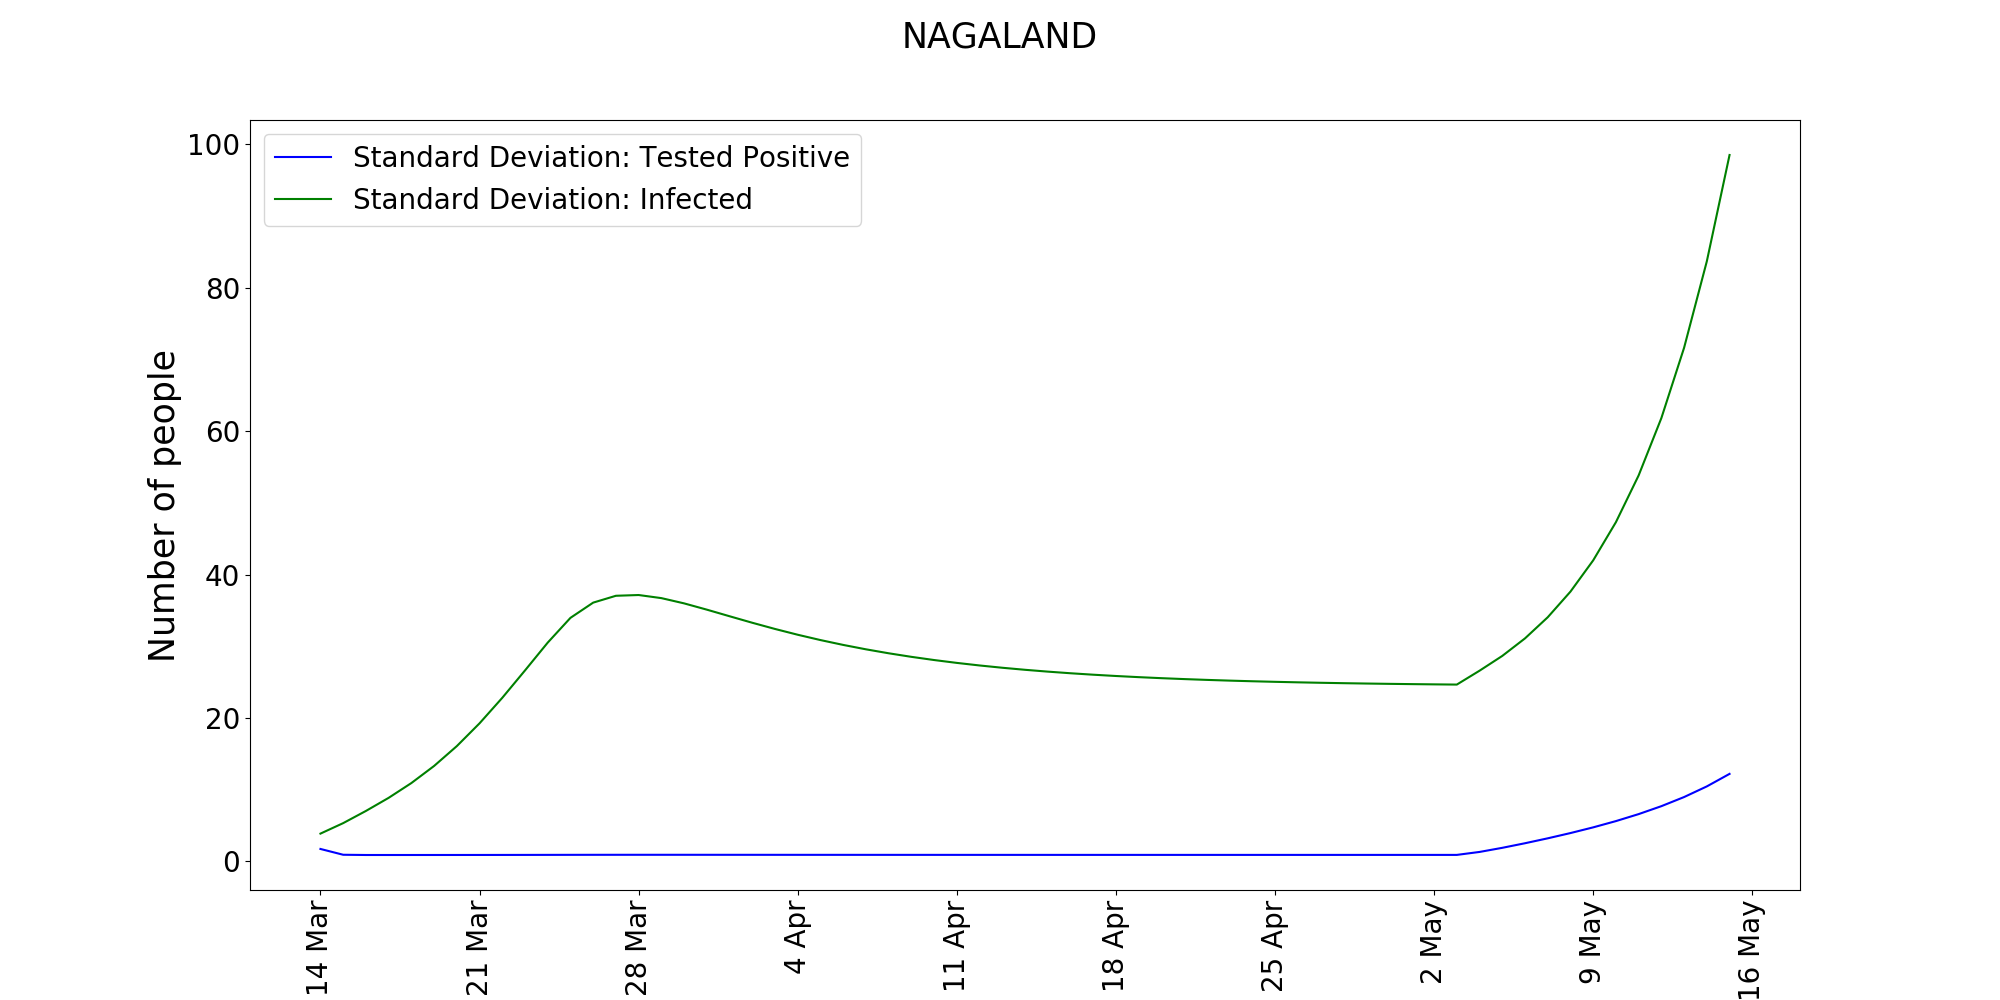 NAGALAND
Standard Deviation: Tested Positive
Standard Deviation: Infected
Number of people
100
80
60
40
20
0
14 Mar
21 Mar
28 Mar
4 Apr
11 Apr
18 Apr
25 Apr
2 May
9 May
16 May